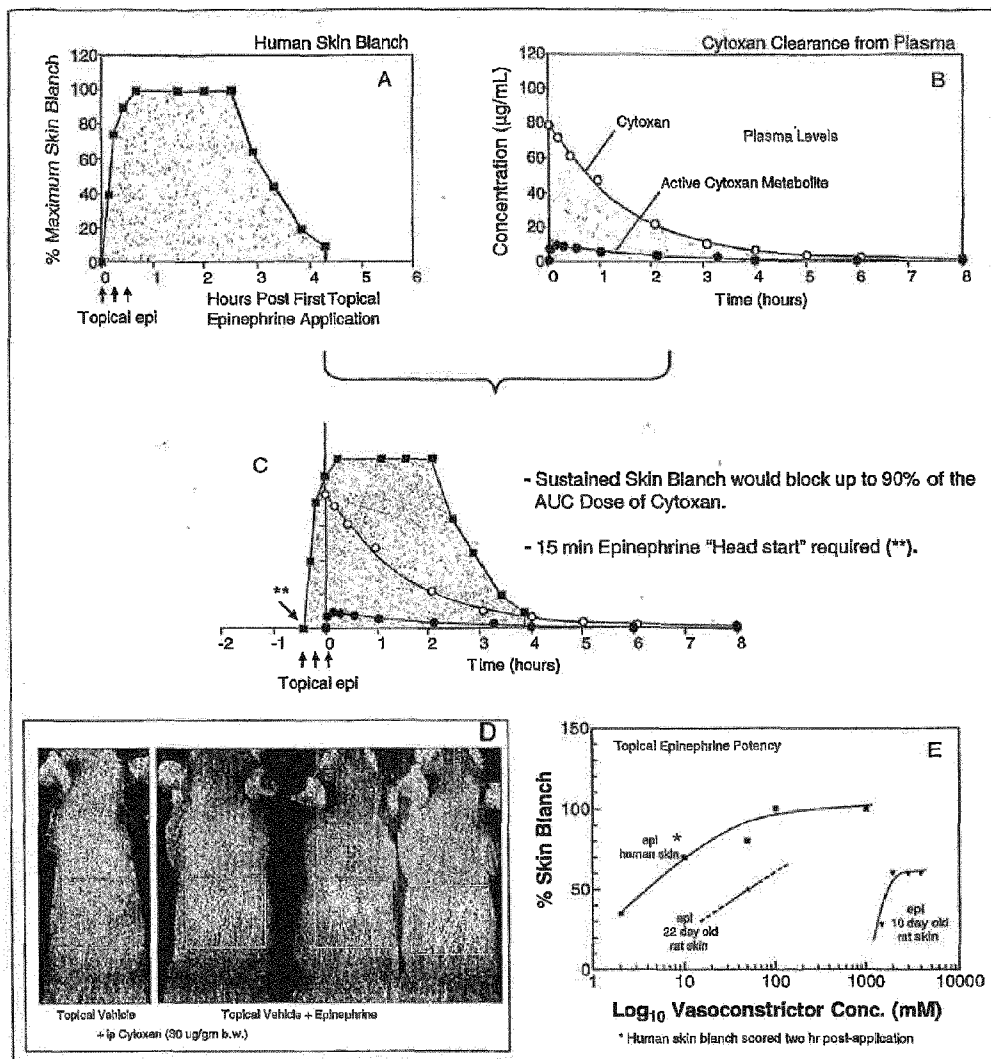 Human Skin Blanch
A
% Maximum Skin Blanch
120
100
80
60
40
20
0
0 1 2 3 4 5 6
Topical epi
Hours Post First Topical
Epinephrine Application
Cytoxan Clearance from Plasma
B
Concentration (µg/mL)
120
100
80
60
40
20
0
Cytoxan
Plasma Levels
Active Cytoxan Metabolite
0 1 2 3 4 5 6 7 8
Time (hours)
C
**
-2 -1 0 1 2 3 4 5 6 7 8
Topical epi
Time (hours)
- Sustained Skin Blanch would block up to 90% of the
AUC Dose of Cytoxan.
- 15 min Epinephrine "Head start" required (**).
D
Topical Vehicle
Topical Vehicle + Epinephrine
+ ip Cytoxan (30 ug/gm b.w.)
E
Topical Epinephrine Potency
% Skin Blanch
150
100
50
0
epi *
human skin
epi
22 day old
rat skin
epi
10 day old
rat skin
1 10 100 1000 10000
Log10 Vasoconstrictor Conc. (mM)
* Human skin blanch scored two hr post-application